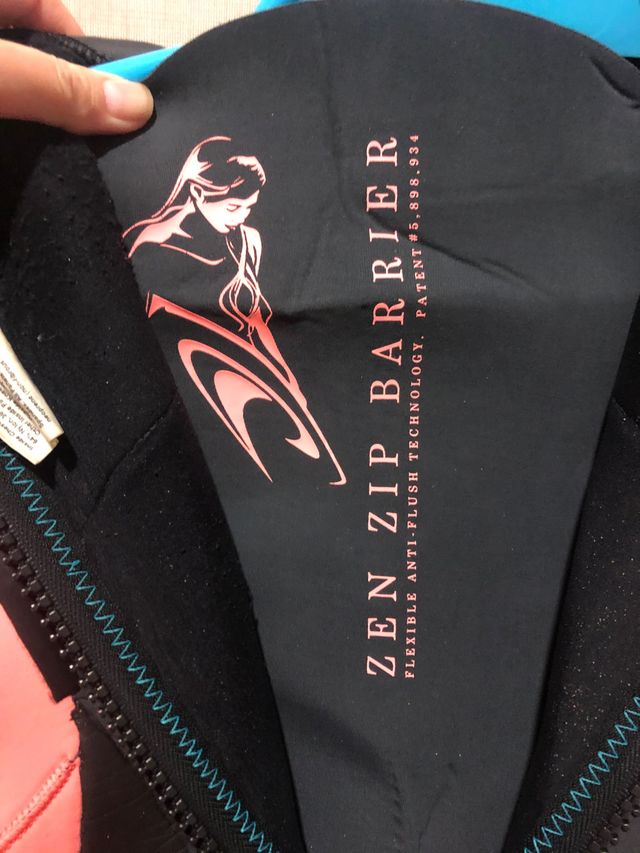 ZEN ZIP BARRIER
FLEXIBLE ANTI-FLUSH TECHNOLOGY, PATENT #5,898,934